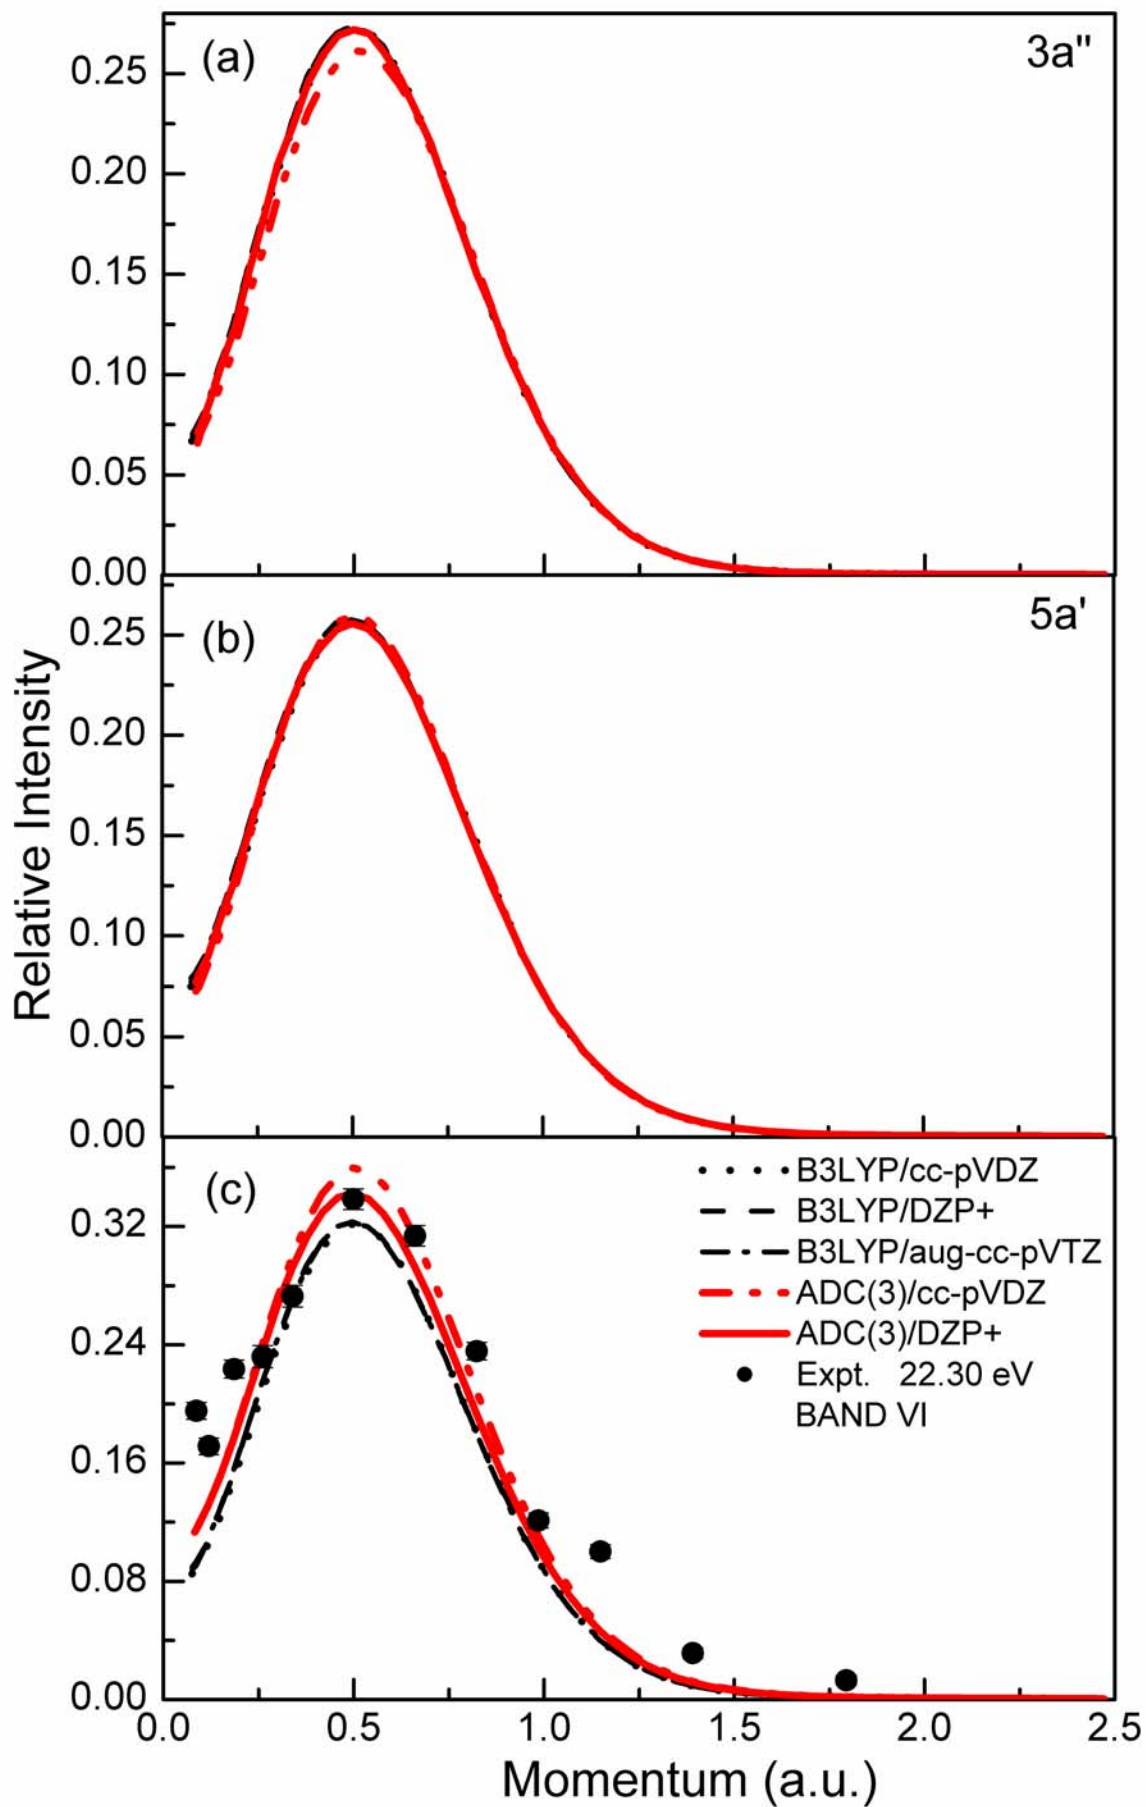 (a)
3a"
0.25
0.20
0.15
0.10
0.05
0.00
(b)
5a'
0.25
0.20
0.15
0.10
0.05
0.00
Relative Intensity
(c)
B3LYP/cc-pVDZ
B3LYP/DZP+
B3LYP/aug-cc-pVTZ
ADC(3)/cc-pVDZ
ADC(3)/DZP+
Expt. 22.30 eV
BAND VI
0.32
0.24
0.16
0.08
0.00
0.0 0.5 1.0 1.5 2.0 2.5
Momentum (a.u.)